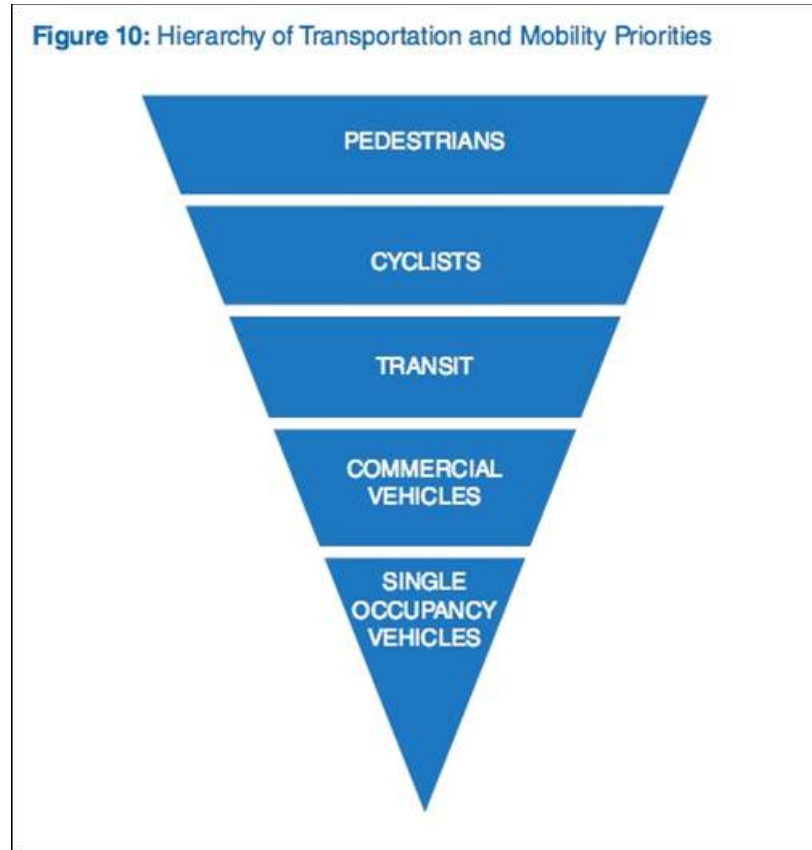 Figure 10: Hierarchy of Transportation and Mobility Priorities
PEDESTRIANS
CYCLISTS
TRANSIT
COMMERCIAL
VEHICLES
SINGLE
OCCUPANCY
VEHICLES